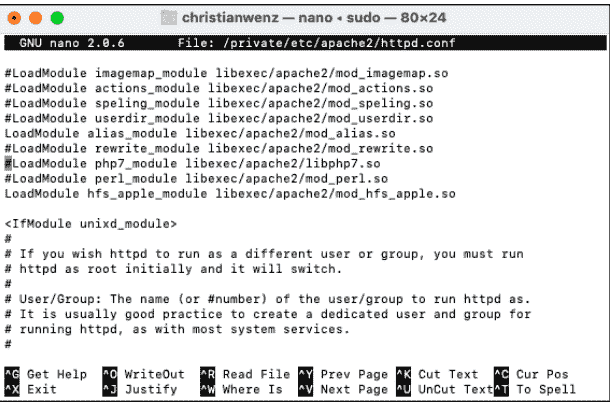 christianwenz — nano ◂ sudo — 80×24
GNU nano 2.0.6 File: /private/etc/apache2/httpd.conf
#LoadModule imagemap_module libexec/apache2/mod_imagemap.so
#LoadModule actions_module libexec/apache2/mod_actions.so
#LoadModule speling_module libexec/apache2/mod_speling.so
#LoadModule userdir_module libexec/apache2/mod_userdir.so
LoadModule alias_module libexec/apache2/mod_alias.so
#LoadModule rewrite_module libexec/apache2/mod_rewrite.so
#LoadModule php7_module libexec/apache2/libphp7.so
#LoadModule perl_module libexec/apache2/mod_perl.so
LoadModule hfs_apple_module libexec/apache2/mod_hfs_apple.so
<IfModule unixd_module>
#
# If you wish httpd to run as a different user or group, you must run
# httpd as root initially and it will switch.
#
# User/Group: The name (or #number) of the user/group to run httpd as.
# It is usually good practice to create a dedicated user and group for
# running httpd, as with most system services.
#
^G Get Help ^O WriteOut ^R Read File ^Y Prev Page ^K Cut Text ^C Cur Pos
^X Exit ^J Justify ^W Where Is ^V Next Page ^U UnCut Text ^T To Spell